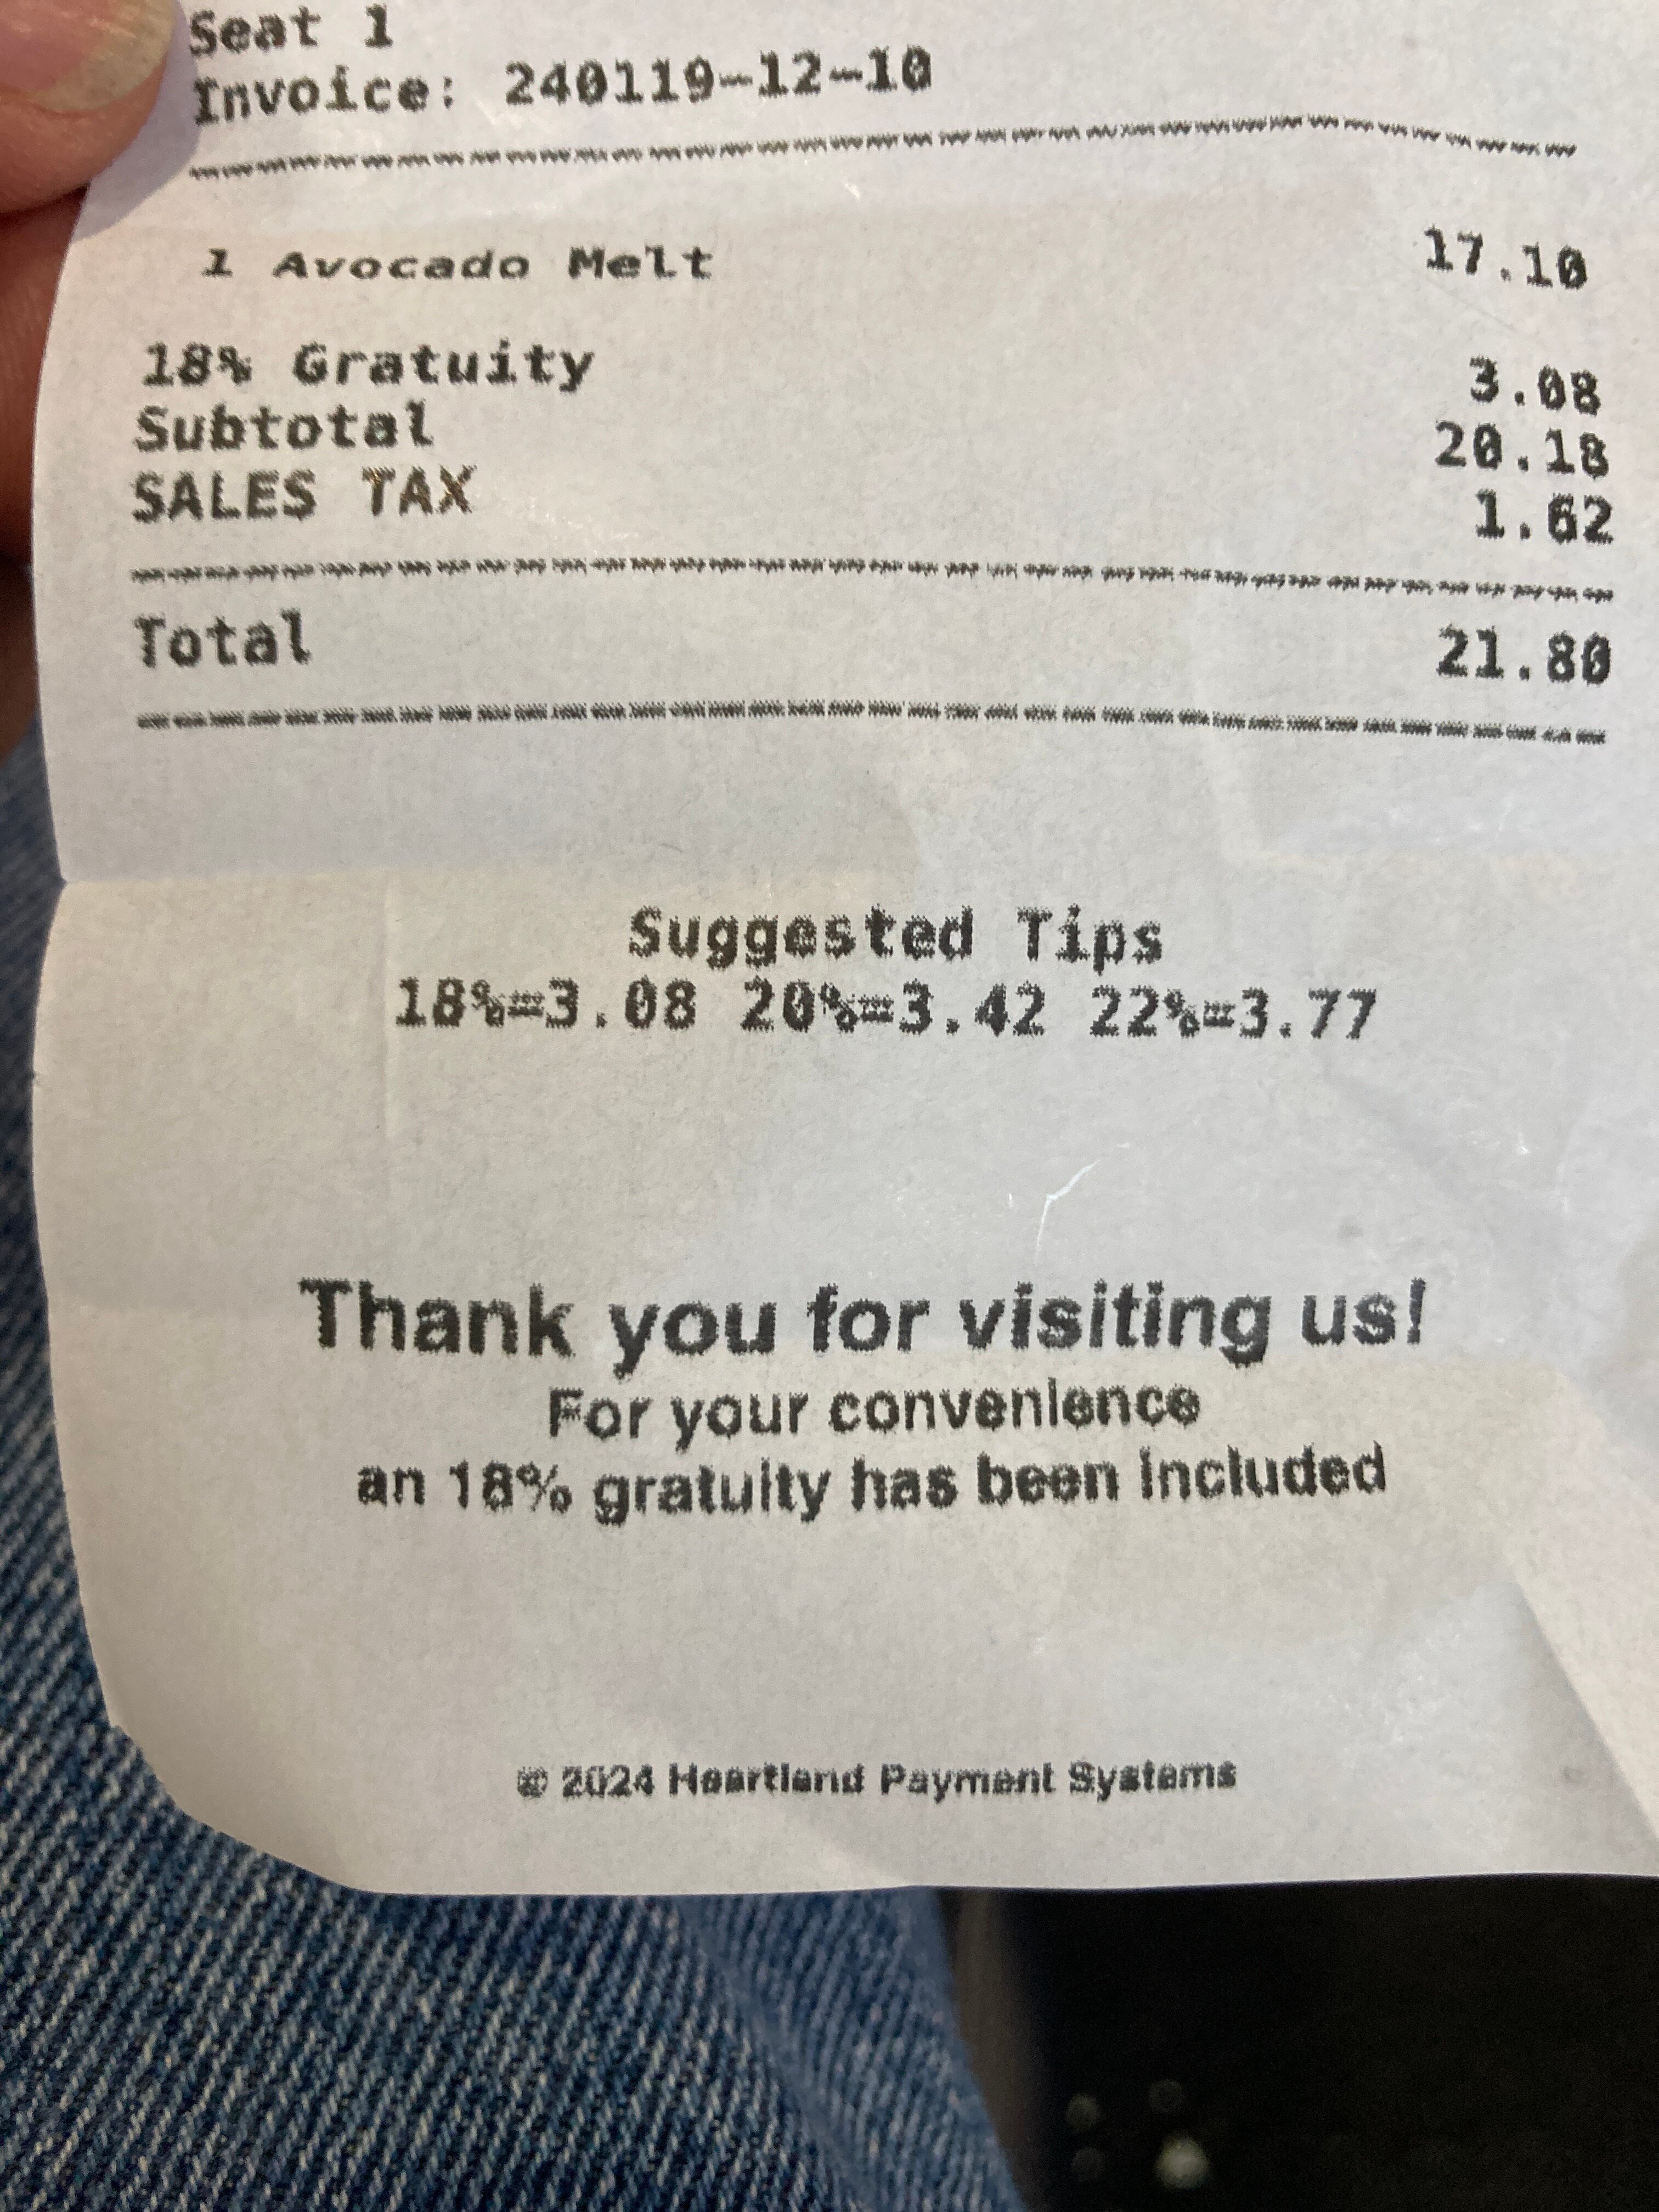 Seat 1
Invoice: 240119-12-10
1 Avocado Melt 17.10
18% Gratuity 3.08
Subtotal 20.18
SALES TAX 1.62
Total 21.80
Suggested Tips
18%=3.08 20%=3.42 22%=3.77
Thank you for visiting us!
For your convenience
an 18% gratuity has been included
© 2024 Heartland Payment Systems